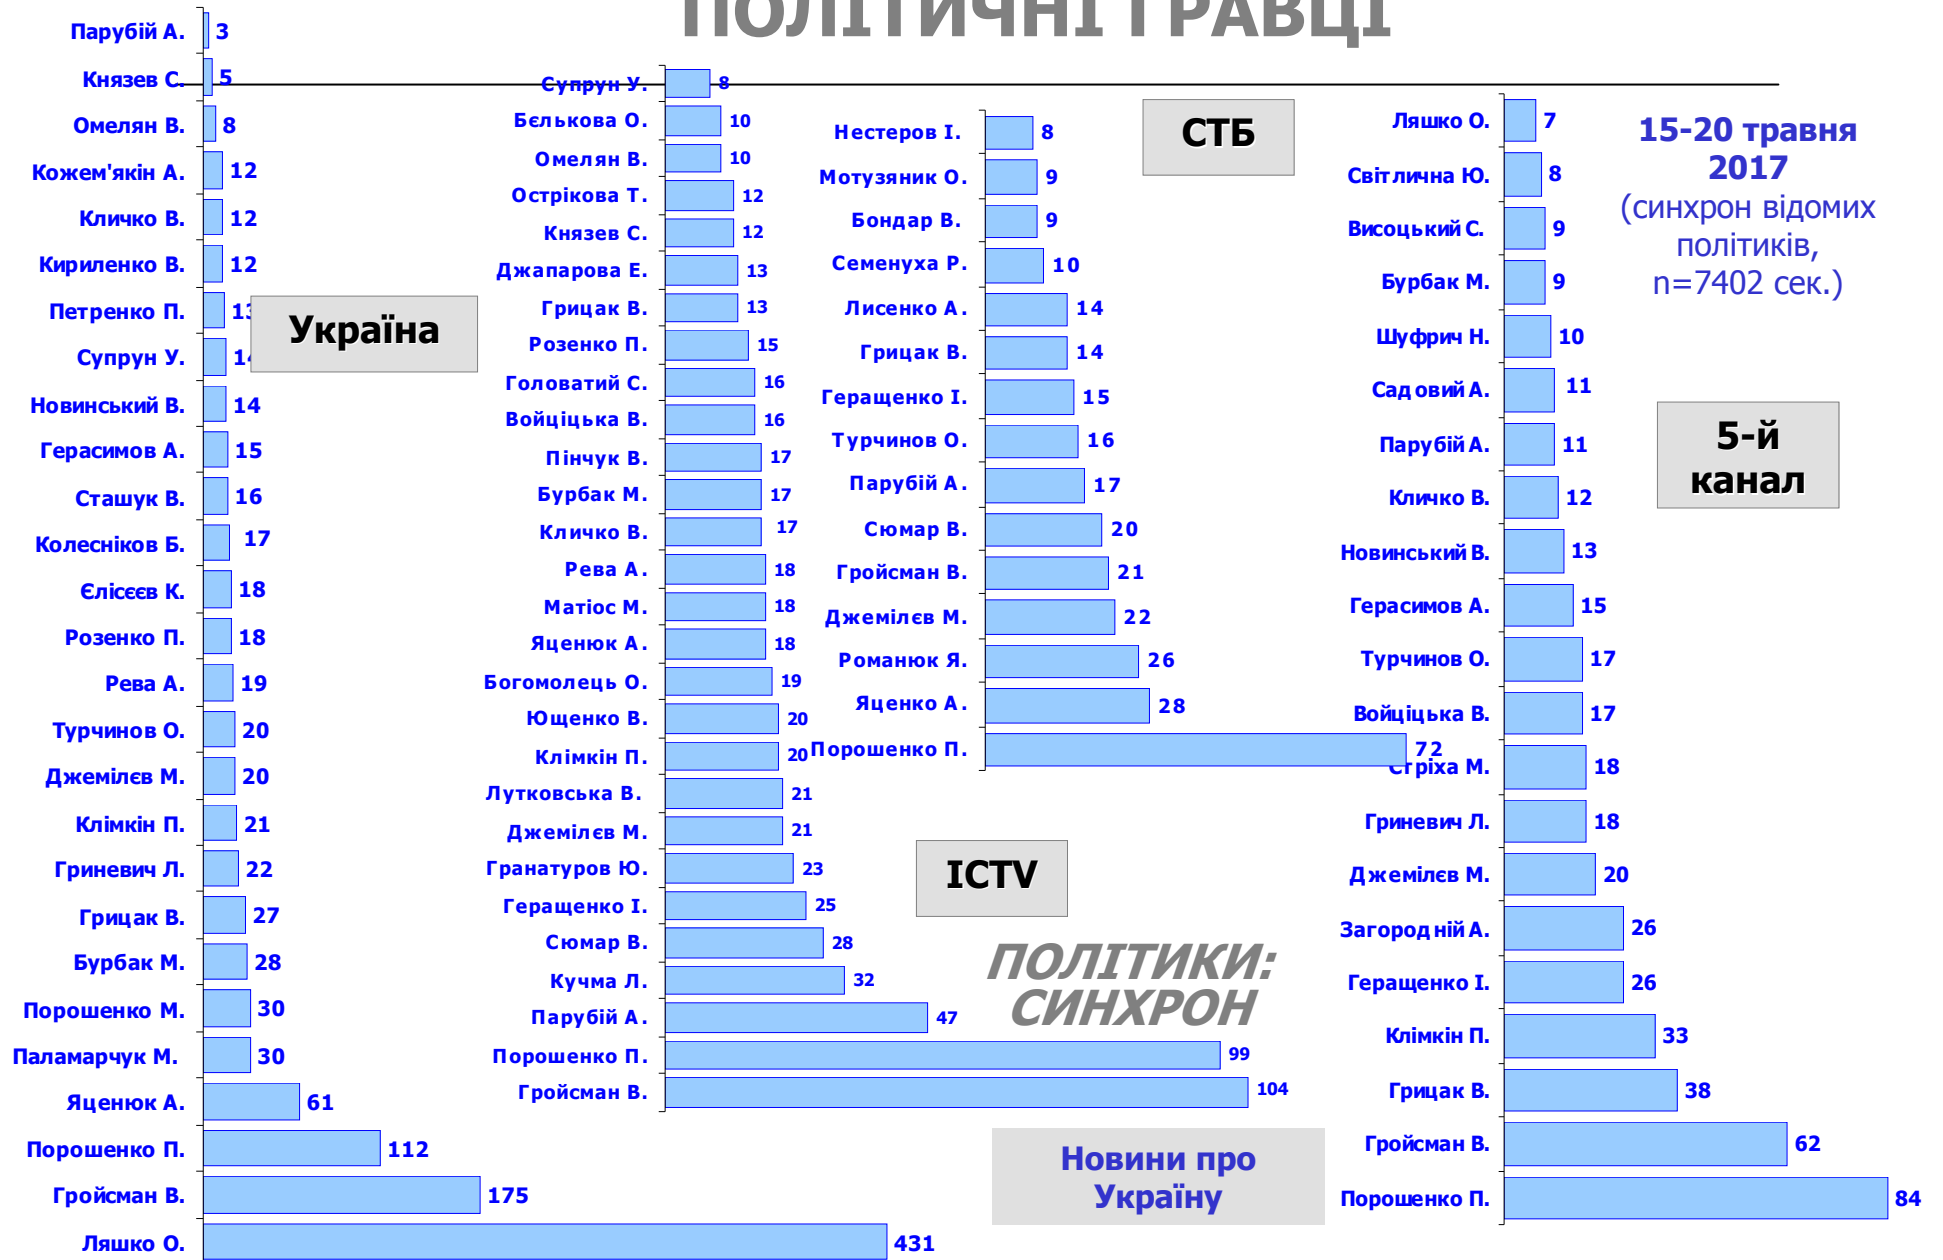 ПОЛІТИЧНІ ГРАВЦІ
Парубій А. 3
Князев С. 5
Омелян В. 8
Кожем'якін А. 12
Кличко В. 12
Кириленко В. 12
Петренко П. 13
Супрун У. 14
Новинський В. 14
Герасимов А. 15
Сташук В. 16
Колесніков Б. 17
Єлісєєв К. 18
Розенко П. 18
Рева А. 19
Турчинов О. 20
Джемілєв М. 20
Клімкін П. 21
Гриневич Л. 22
Грицак В. 27
Бурбак М. 28
Порошенко М. 30
Паламарчук М. 30
Яценюк А. 61
Порошенко П. 112
Гройсман В. 175
Ляшко О. 431
Україна
Супрун У. 8
Бєлькова О. 10
Омелян В. 10
Острікова Т. 12
Князев С. 12
Джапарова Е. 13
Грицак В. 13
Розенко П. 15
Головатий С. 16
Войціцька В. 16
Пінчук В. 17
Бурбак М. 17
Кличко В. 17
Рева А. 18
Матіос М. 18
Яценюк А. 18
Богомолець О. 19
Ющенко В. 20
Клімкін П. 20
Лутковська В. 21
Джемілєв М. 21
Гранатуров Ю. 23
Геращенко І. 25
Сюмар В. 28
Кучма Л. 32
Парубій А. 47
Порошенко П. 99
Гройсман В. 104
ICTV
СТБ
Нестеров І. 8
Мотузяник О. 9
Бондар В. 9
Семенуха Р. 10
Лисенко А. 14
Грицак В. 14
Геращенко І. 15
Турчинов О. 16
Парубій А. 17
Сюмар В. 20
Гройсман В. 21
Джемілєв М. 22
Романюк Я. 26
Яценко А. 28
Порошенко П. 72
ПОЛІТИКИ:
СИНХРОН
Новини про
Україну
Ляшко О. 7
Світлична Ю. 8
Висоцький С. 9
Бурбак М. 9
Шуфрич Н. 10
Садовий А. 11
Парубій А. 11
Кличко В. 12
Новинський В. 13
Герасимов А. 15
Турчинов О. 17
Войціцька В. 17
Стріха М. 18
Гриневич Л. 18
Джемілєв М. 20
Загородній А. 26
Геращенко І. 26
Клімкін П. 33
Грицак В. 38
Гройсман В. 62
Порошенко П. 84
15-20 травня
2017
(синхрон відомих
політиків,
n=7402 сек.)
5-й
канал